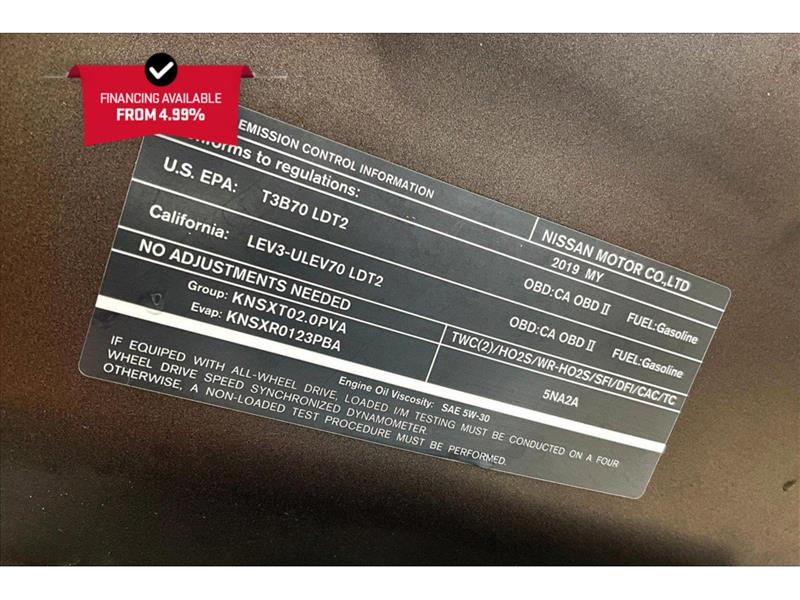 FINANCING AVAILABLE
FROM 4.99%
EMISSION CONTROL INFORMATION
Conforms to regulations:
NISSAN MOTOR CO.,LTD
2019 MY
U.S. EPA: T3B70 LDT2 OBD:CA OBD II FUEL:Gasoline
California: LEV3-ULEV70 LDT2 OBD:CA OBD II FUEL:Gasoline
NO ADJUSTMENTS NEEDED
Group: KNSXT02.0PVA TWC(2)/HO2S/WR-HO2S/SFI/DFI/CAC/TC
Evap: KNSXR0123PBA 5NA2A
Engine Oil Viscosity: SAE 5W-30
IF EQUIPED WITH ALL-WHEEL DRIVE, LOADED I/M TESTING MUST BE CONDUCTED ON A FOUR
WHEEL DRIVE SPEED SYNCHRONIZED DYNAMOMETER.
OTHERWISE, A NON-LOADED TEST PROCEDURE MUST BE PERFORMED.